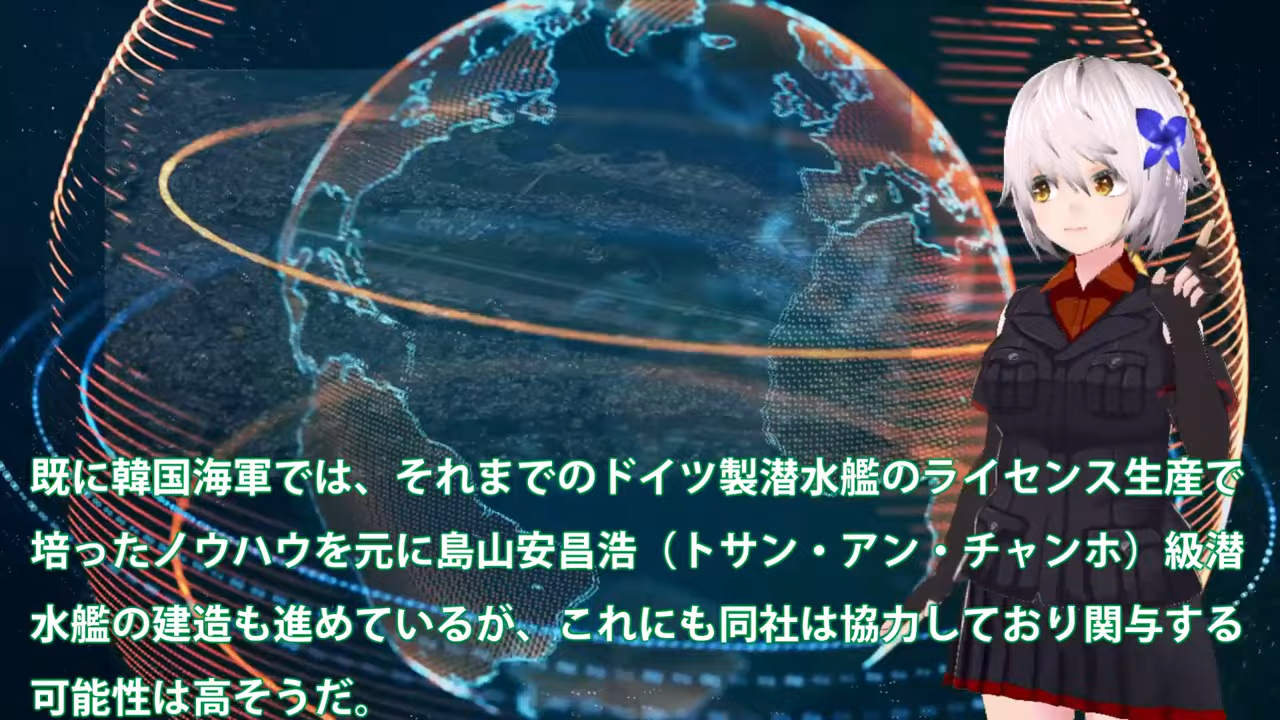 既に韓国海軍では、それまでのドイツ製潜水艦のライセンス生産で
培ったノウハウを元に島山安昌浩（トサン・アン・チャンホ）級潜
水艦の建造も進めているが、これにも同社は協力しており関与する
可能性は高そうだ。